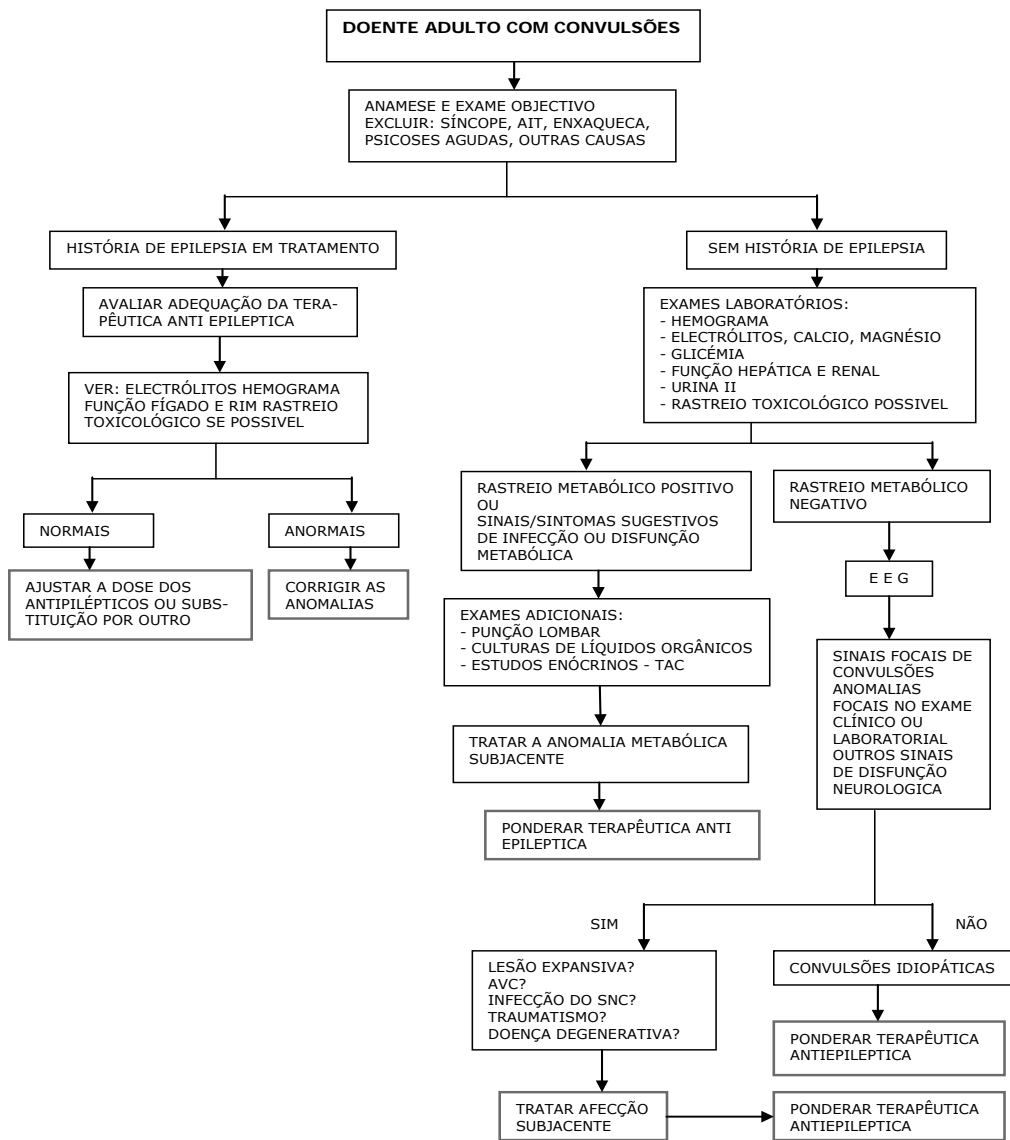 DOENTE ADULTO COM CONVULSÕES
ANAMESE E EXAME OBJECTIVO
EXCLUIR: SÍNCOPE, AIT, ENXAQUECA,
PSICOSES AGUDAS, OUTRAS CAUSAS
HISTÓRIA DE EPILEPSIA EM TRATAMENTO
AVALIAR ADEQUAÇÃO DA TERA-
PÊUTICA ANTI EPILEPTICA
VER: ELECTRÓLITOS HEMOGRAMA
FUNÇÃO FÍGADO E RIM RASTREIO
TOXICOLÓGICO SE POSSIVEL
NORMAIS
AJUSTAR A DOSE DOS
ANTIPILÉPTICOS OU SUBS-
TITUIÇÃO POR OUTRO
ANORMAIS
CORRIGIR AS
ANOMALIAS
SEM HISTÓRIA DE EPILEPSIA
EXAMES LABORATÓRIOS:
- HEMOGRAMA
- ELECTRÓLITOS, CALCIO, MAGNÉSIO
- GLICÉMIA
- FUNÇÃO HEPÁTICA E RENAL
- URINA II
- RASTREIO TOXICOLÓGICO POSSIVEL
RASTREIO METABÓLICO POSITIVO
OU
SINAIS/SINTOMAS SUGESTIVOS
DE INFECÇÃO OU DISFUNÇÃO
METABÓLICA
EXAMES ADICIONAIS:
- PUNÇÃO LOMBAR
- CULTURAS DE LÍQUIDOS ORGÂNICOS
- ESTUDOS ENÓCRINOS - TAC
TRATAR A ANOMALIA METABÓLICA
SUBJACENTE
PONDERAR TERAPÊUTICA ANTI
EPILEPTICA
RASTREIO METABÓLICO
NEGATIVO
E E G
SINAIS FOCAIS DE
CONVULSÕES
ANOMALIAS
FOCAIS NO EXAME
CLÍNICO OU
LABORATORIAL
OUTROS SINAIS
DE DISFUNÇÃO
NEUROLOGICA
SIM
LESÃO EXPANSIVA?
AVC?
INFECÇÃO DO SNC?
TRAUMATISMO?
DOENÇA DEGENERATIVA?
TRATAR AFECÇÃO
SUBJACENTE
PONDERAR TERAPÊUTICA
ANTIEPILEPTICA
NÃO
CONVULSÕES IDIOPÁTICAS
PONDERAR TERAPÊUTICA
ANTIEPILEPTICA